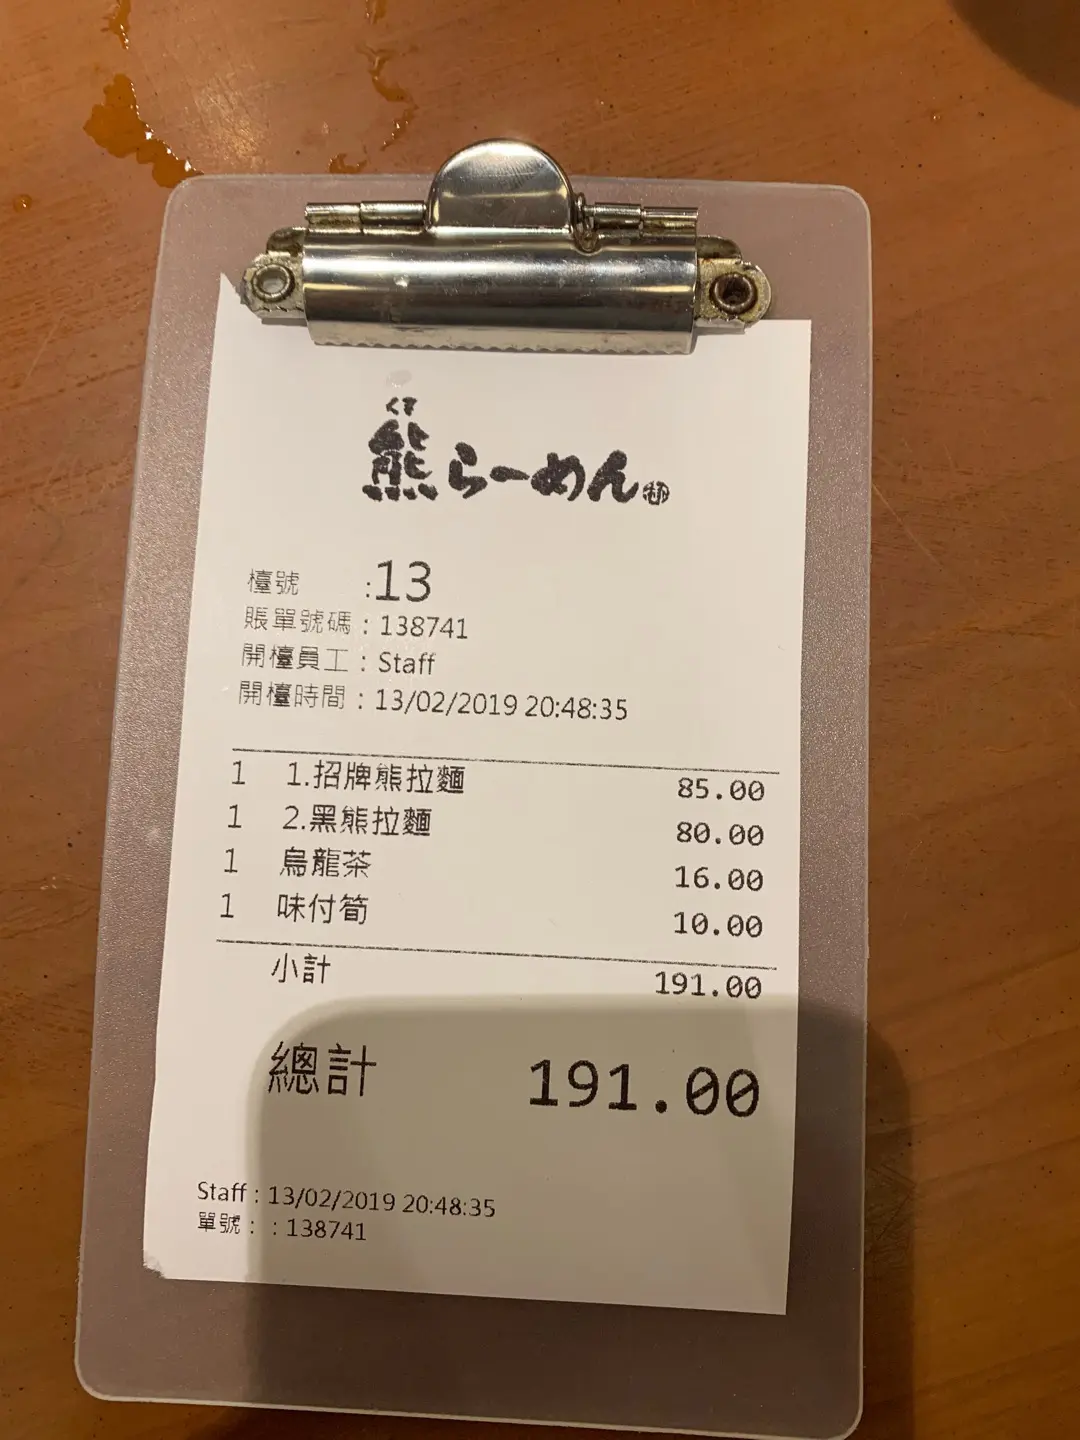 くま
熊らーめん
檯號 :13
賬單號碼 : 138741
開檯員工 : Staff
開檯時間 : 13/02/2019 20:48:35
1 1.招牌熊拉麵 85.00
1 2.黑熊拉麵 80.00
1 烏龍茶 16.00
1 味付筍 10.00
小計 191.00
總計 191.00
Staff : 13/02/2019 20:48:35
單號 : : 138741